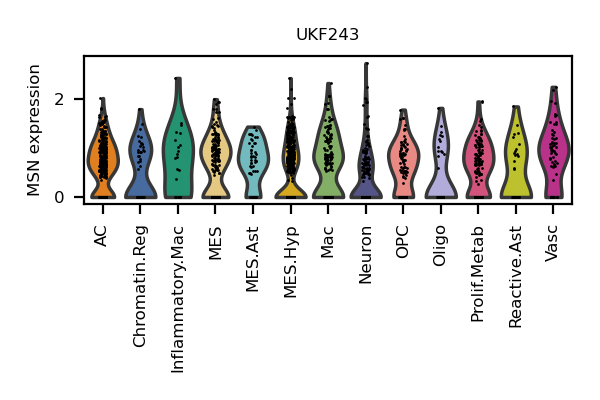 UKF243
MSN expression
2
0
AC
Chromatin.Reg
Inflammatory.Mac
MES
MES.Ast
MES.Hyp
Mac
Neuron
OPC
Oligo
Prolif.Metab
Reactive.Ast
Vasc